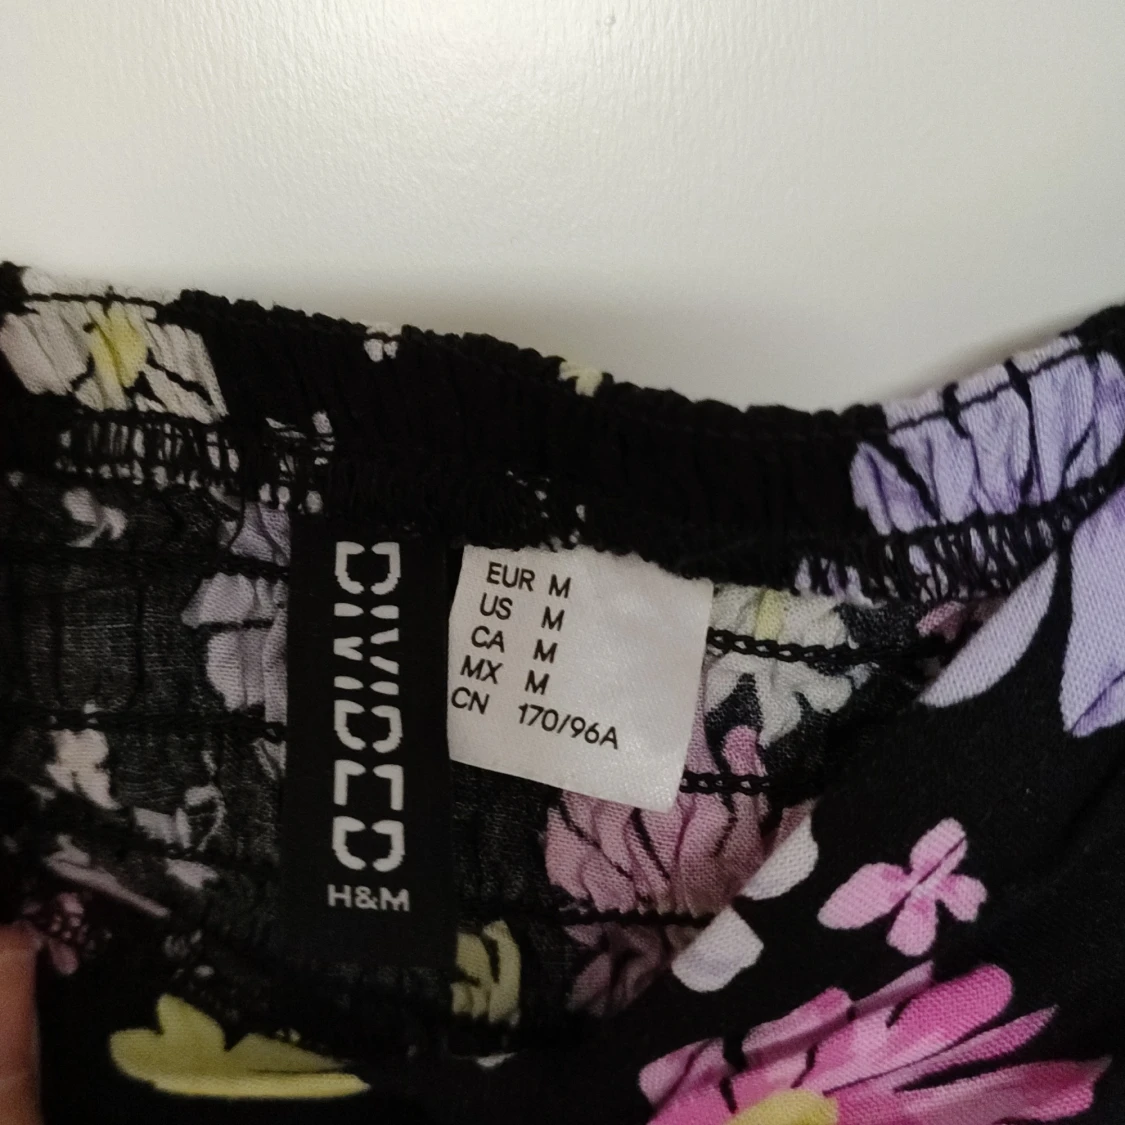 DIVIDED
H&M
EUR M
US M
CA M
MX M
CN 170/96A